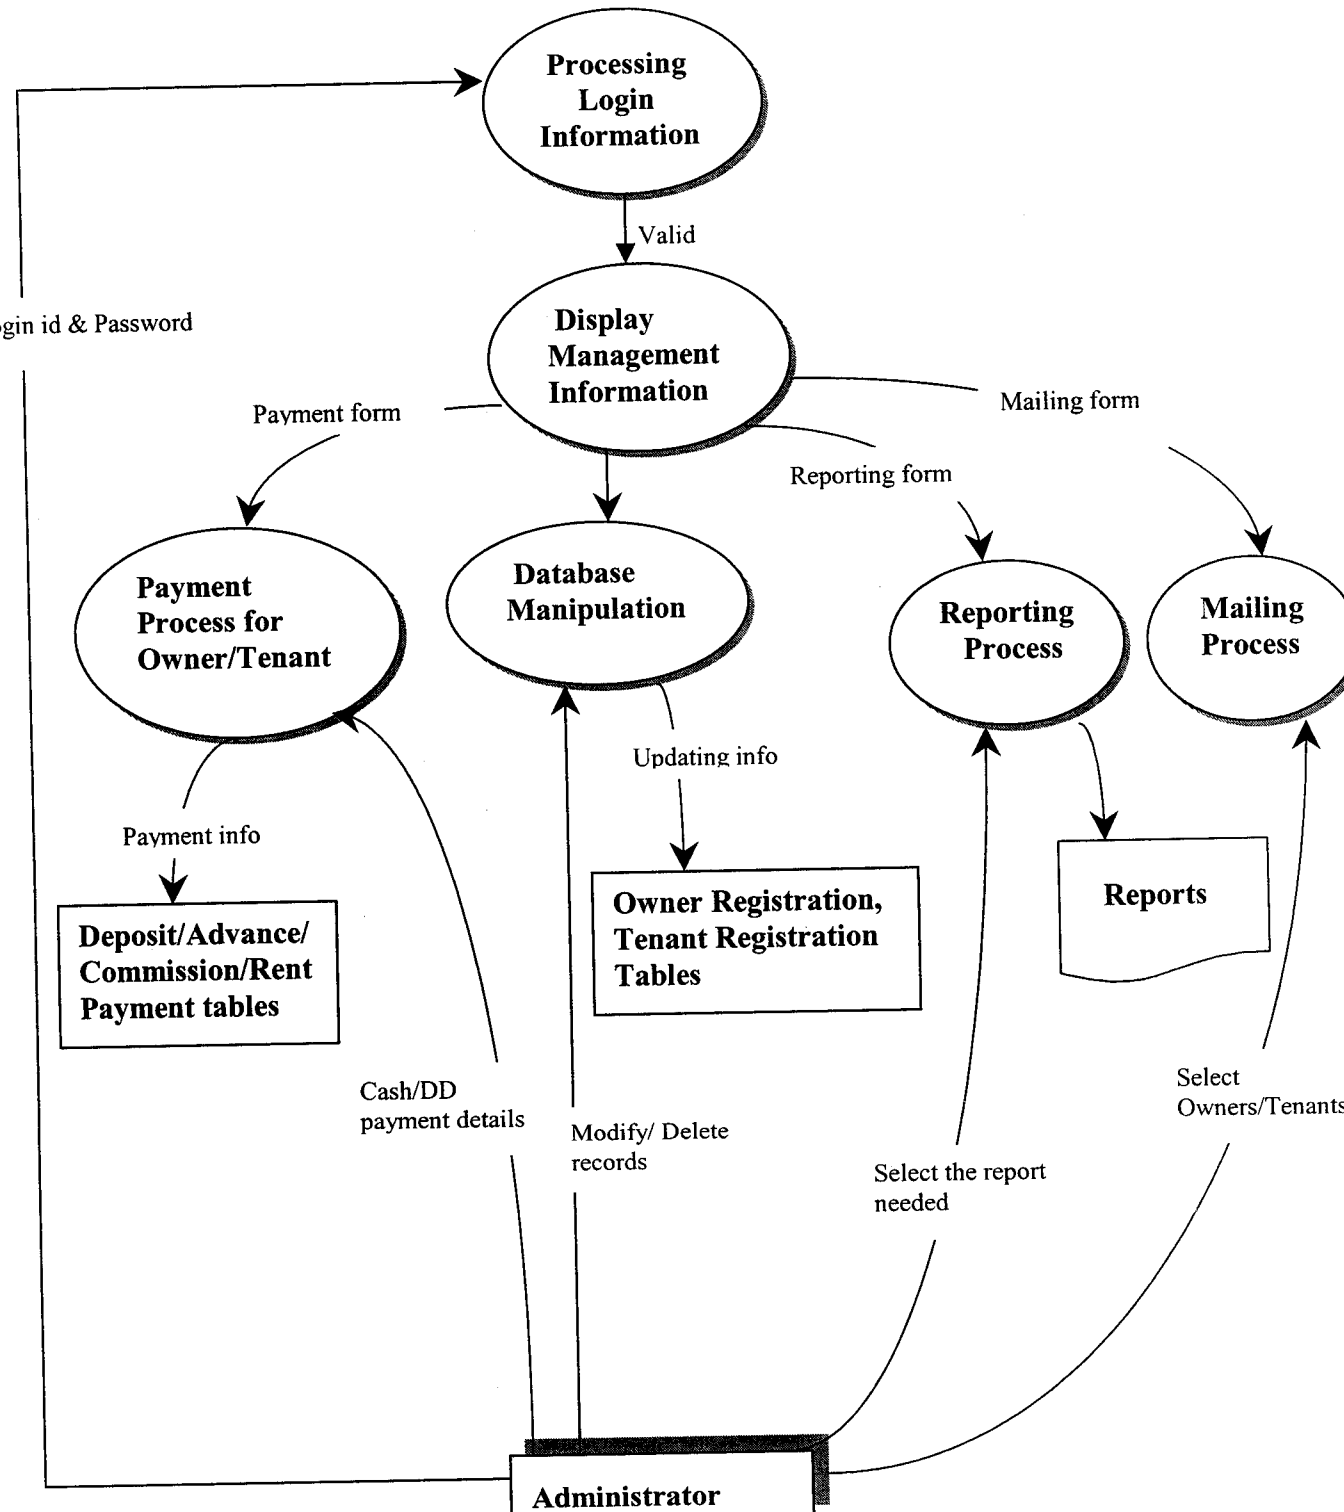 Processing
Login
Information
Valid
gin id & Password
Display
Management
Information
Payment form
Mailing form
Reporting form
Payment
Process for
Owner/Tenant
Database
Manipulation
Reporting
Process
Mailing
Process
Updating info
Payment info
Deposit/Advance/
Commission/Rent
Payment tables
Owner Registration,
Tenant Registration
Tables
Reports
Cash/DD
payment details
Modify/ Delete
records
Select the report
needed
Select
Owners/Tenants
Administrator